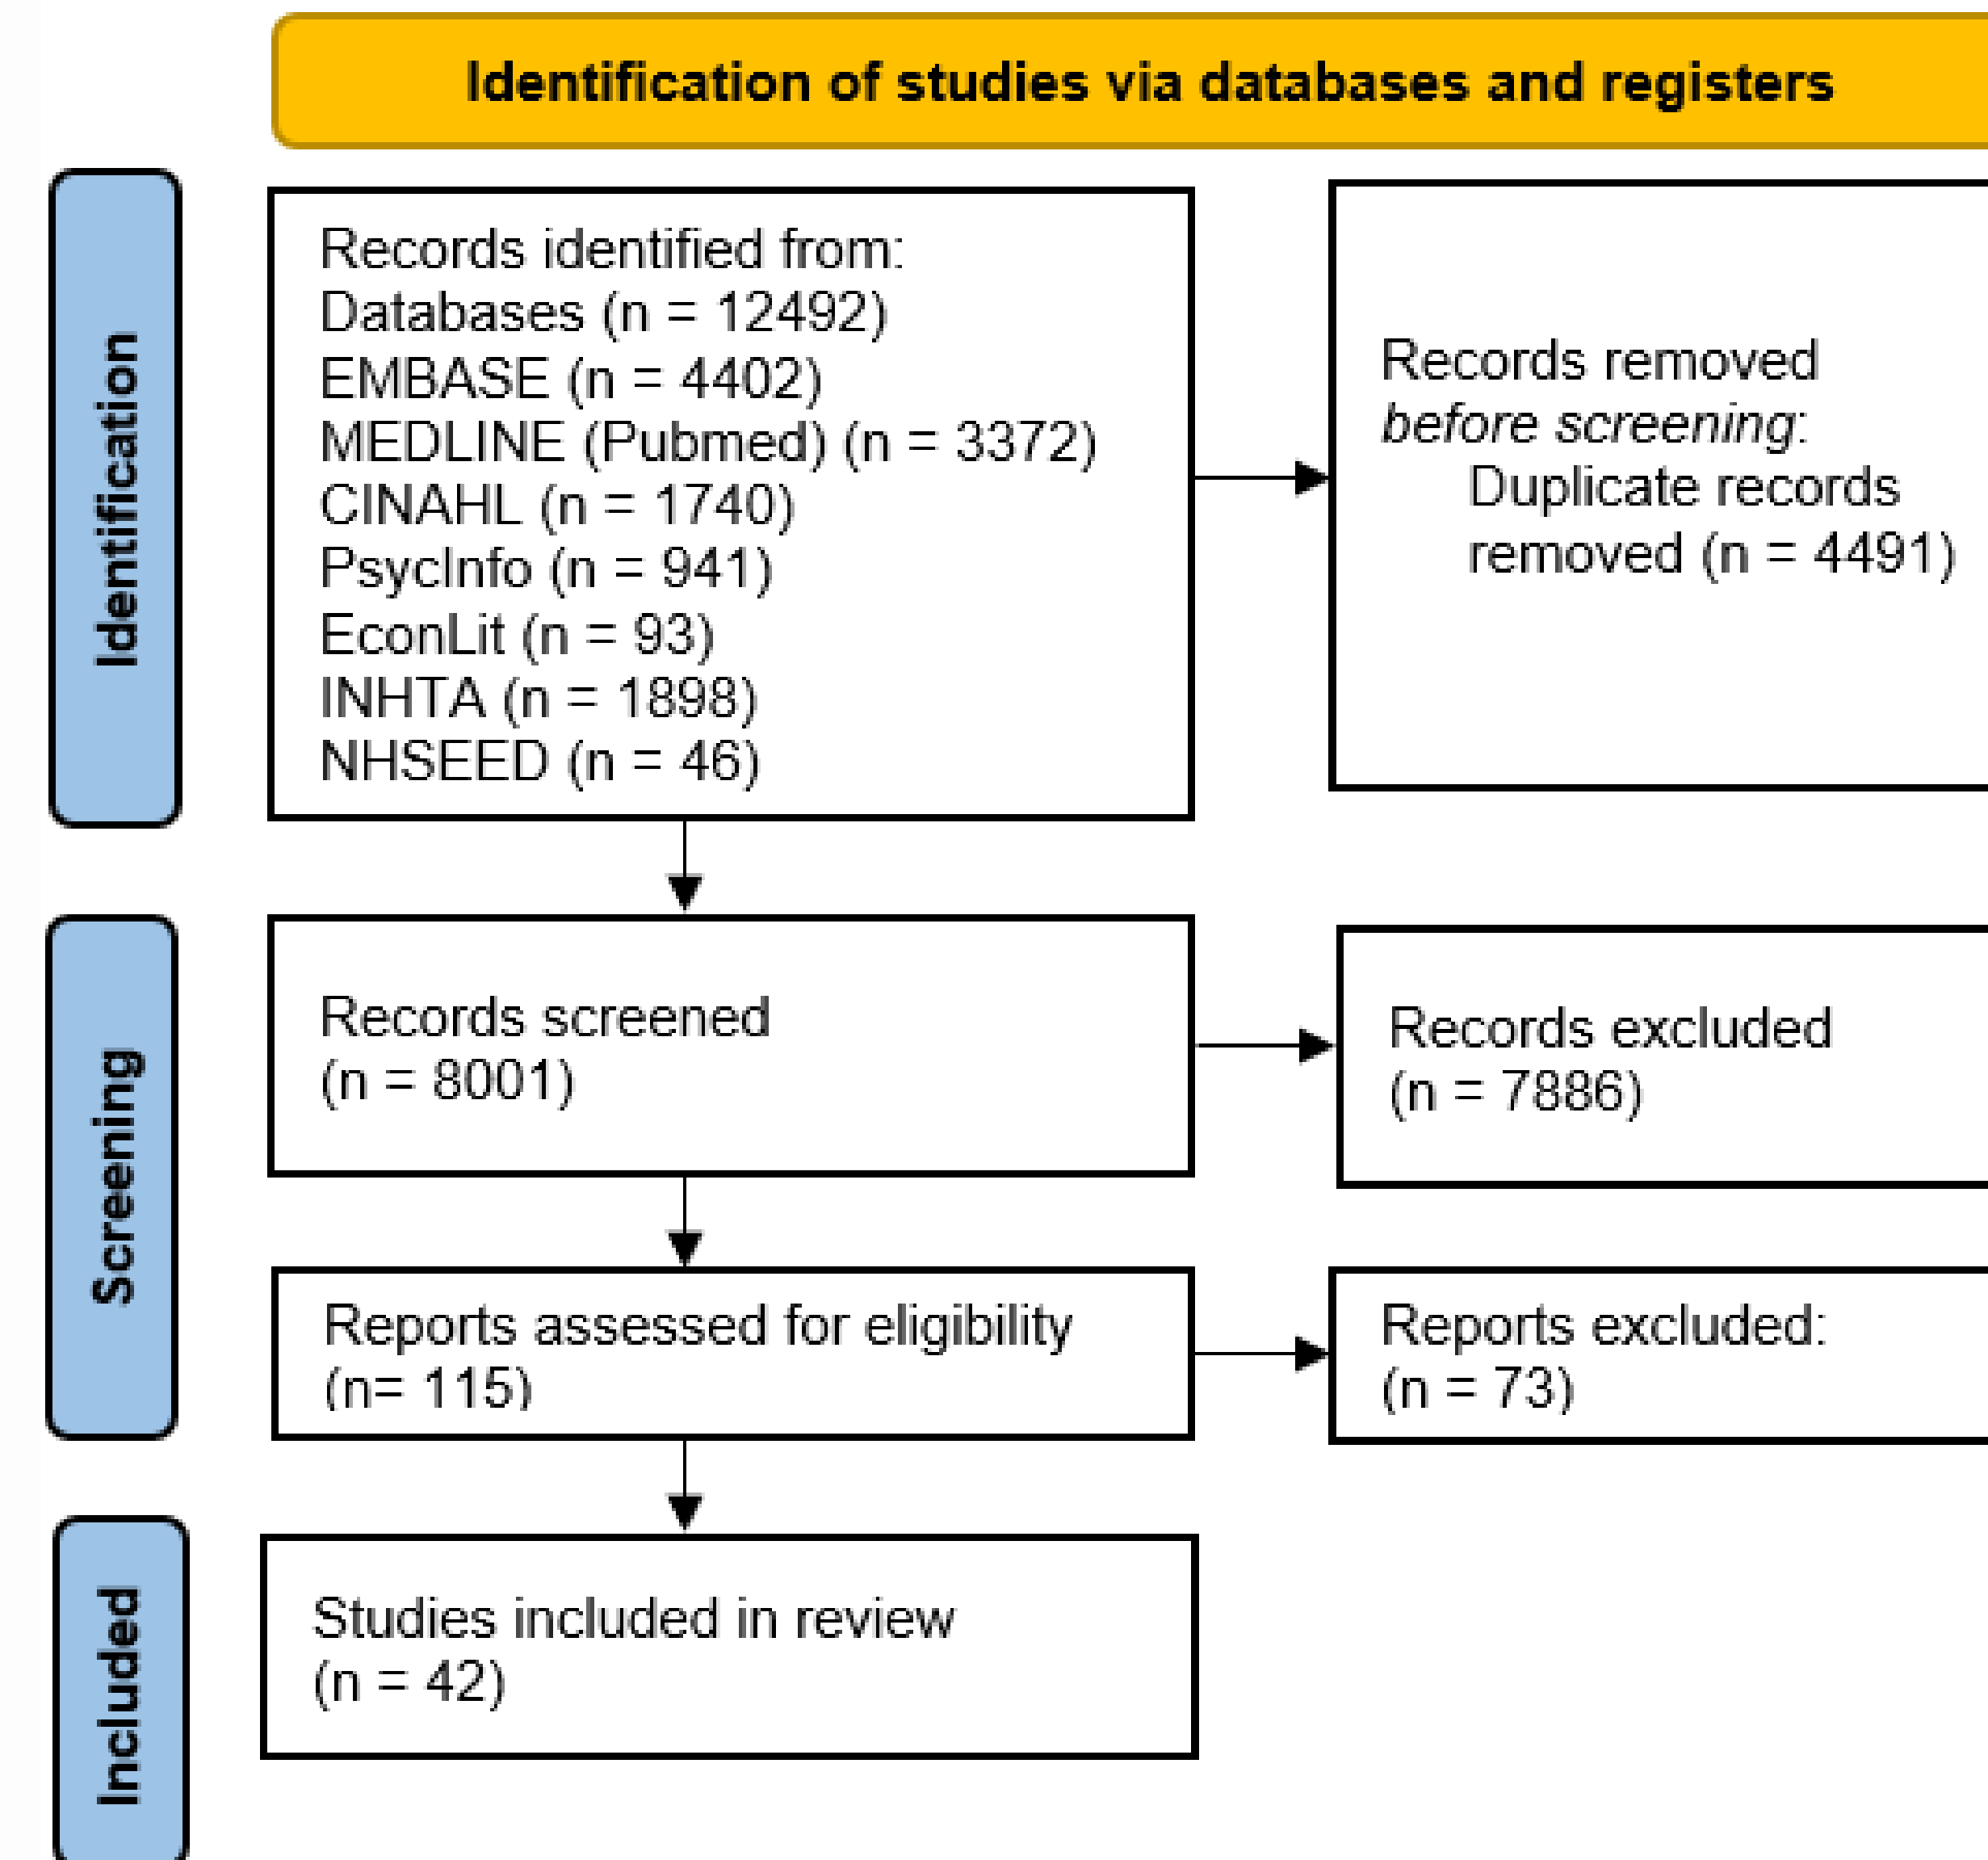 Identification of studies via databases and registers
Identification
Records identified from:
Databases (n = 12492)
EMBASE (n = 4402)
MEDLINE (Pubmed) (n = 3372)
CINAHL (n = 1740)
PsycInfo (n = 941)
EconLit (n = 93)
INHTA (n = 1898)
NHSEED (n = 46)
Records removed
before screening:
Duplicate records
removed (n = 4491)
Screening
Records screened
(n = 8001)
Records excluded
(n = 7886)
Reports assessed for eligibility
(n= 115)
Reports excluded:
(n = 73)
Included
Studies included in review
(n = 42)